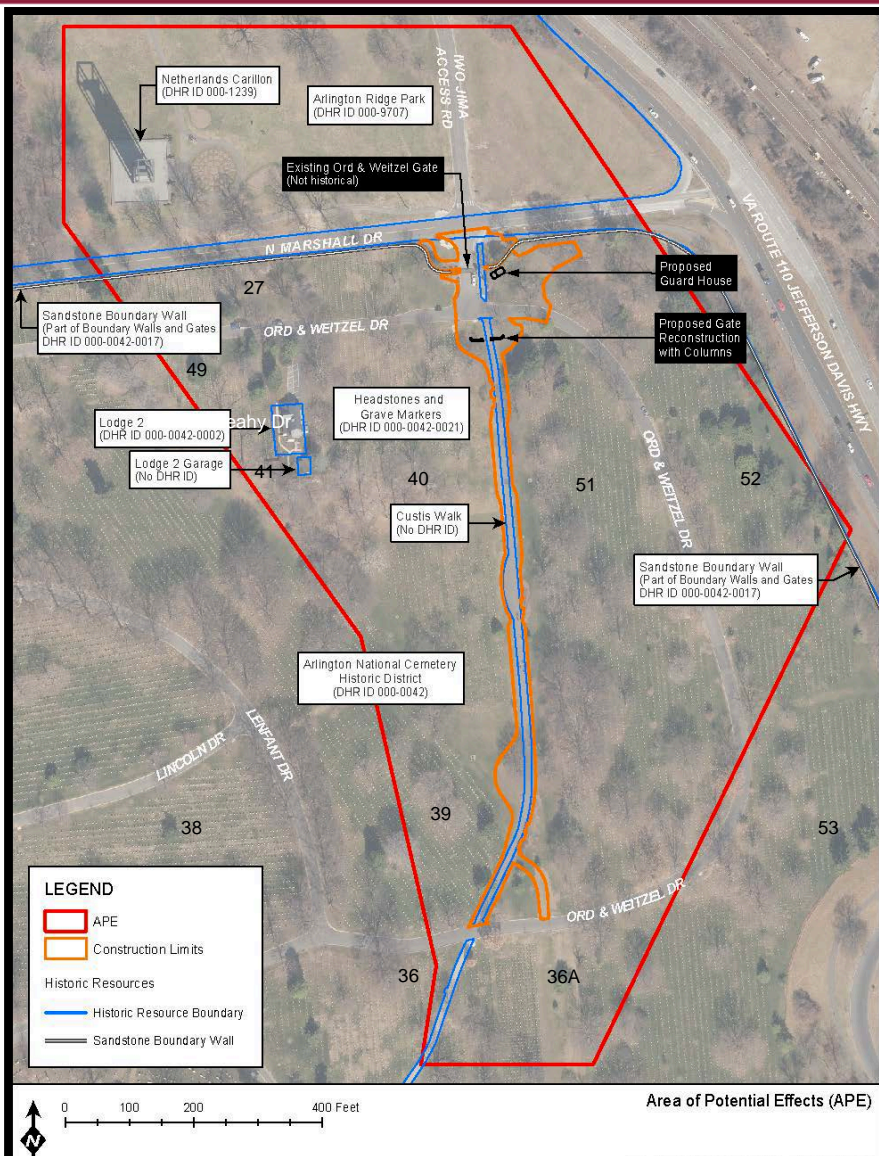 Netherlands Carillon
(DHR ID 000-1239)
Arlington Ridge Park
(DHR ID 000-9707)
IWO JIMA
ACCESS RD
Existing Ord & Weitzel Gate
(Not historical)
N MARSHALL DR
VA ROUTE 110 JEFFERSON DAVIS HWY
Proposed
Guard House
27
Sandstone Boundary Wall
(Part of Boundary Walls and Gates
DHR ID 000-0042-0017)
ORD & WEITZEL DR
Proposed Gate
Reconstruction
with Columns
49
Headstones and
Grave Markers
(DHR ID 000-0042-0021)
Lodge 2
(DHR ID 000-0042-0002)
eahy Dr
Lodge 2 Garage
(No DHR ID)
41
40
51
52
ORD & WEITZEL DR
Custis Walk
(No DHR ID)
Sandstone Boundary Wall
(Part of Boundary Walls and Gates
DHR ID 000-0042-0017)
Arlington National Cemetery
Historic District
(DHR ID 000-0042)
LINCOLN DR
LENFANT DR
38
39
53
ORD & WEITZEL DR
36
36A
LEGEND
APE
Construction Limits
Historic Resources
Historic Resource Boundary
Sandstone Boundary Wall
N
0 100 200 400 Feet
Area of Potential Effects (APE)